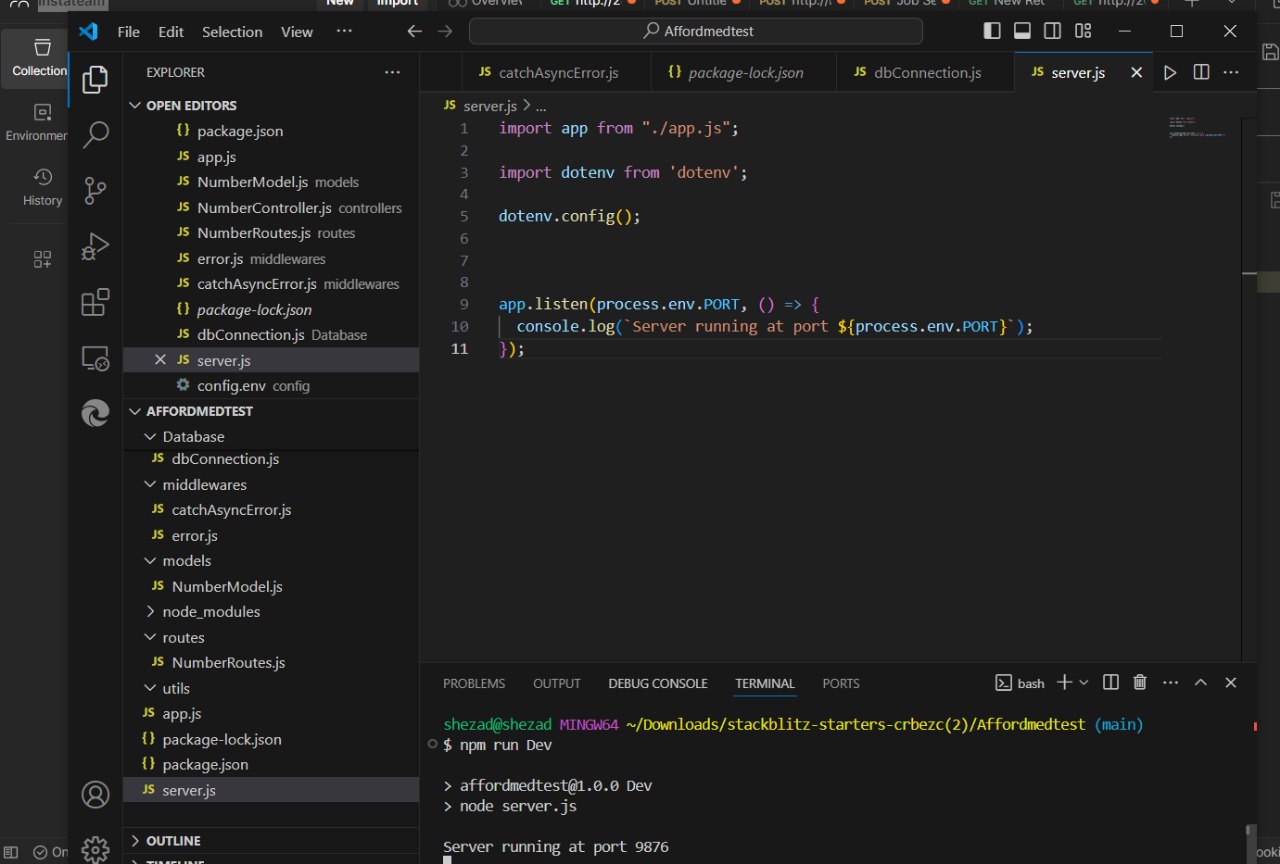 Instateam New Import Overview GET http://2 POST Untitle POST http://l POST Job Se GET New Ret GET http://2
File Edit Selection View ··· Affordmedtest
Collection
Environmen
History
EXPLORER ···
OPEN EDITORS
{} package.json
JS app.js
JS NumberModel.js models
JS NumberController.js controllers
JS NumberRoutes.js routes
JS error.js middlewares
JS catchAsyncError.js middlewares
{} package-lock.json
JS dbConnection.js Database
JS server.js
config.env config
AFFORDMEDTEST
Database
JS dbConnection.js
middlewares
JS catchAsyncError.js
JS error.js
models
JS NumberModel.js
node_modules
routes
JS NumberRoutes.js
utils
JS app.js
{} package-lock.json
{} package.json
JS server.js
OUTLINE
TIMELINE
On
JS catchAsyncError.js {} package-lock.json JS dbConnection.js JS server.js ···
JS server.js > ...
1 import app from "./app.js";
2
3 import dotenv from 'dotenv';
4
5 dotenv.config();
6
7
8
9 app.listen(process.env.PORT, () => {
10 console.log(`Server running at port ${process.env.PORT}`);
11 });
PROBLEMS OUTPUT DEBUG CONSOLE TERMINAL PORTS bash ···
shezad@shezad MINGW64 ~/Downloads/stackblitz-starters-crbezc(2)/Affordmedtest (main)
$ npm run Dev
> affordmedtest@1.0.0 Dev
> node server.js
Server running at port 9876
ooki